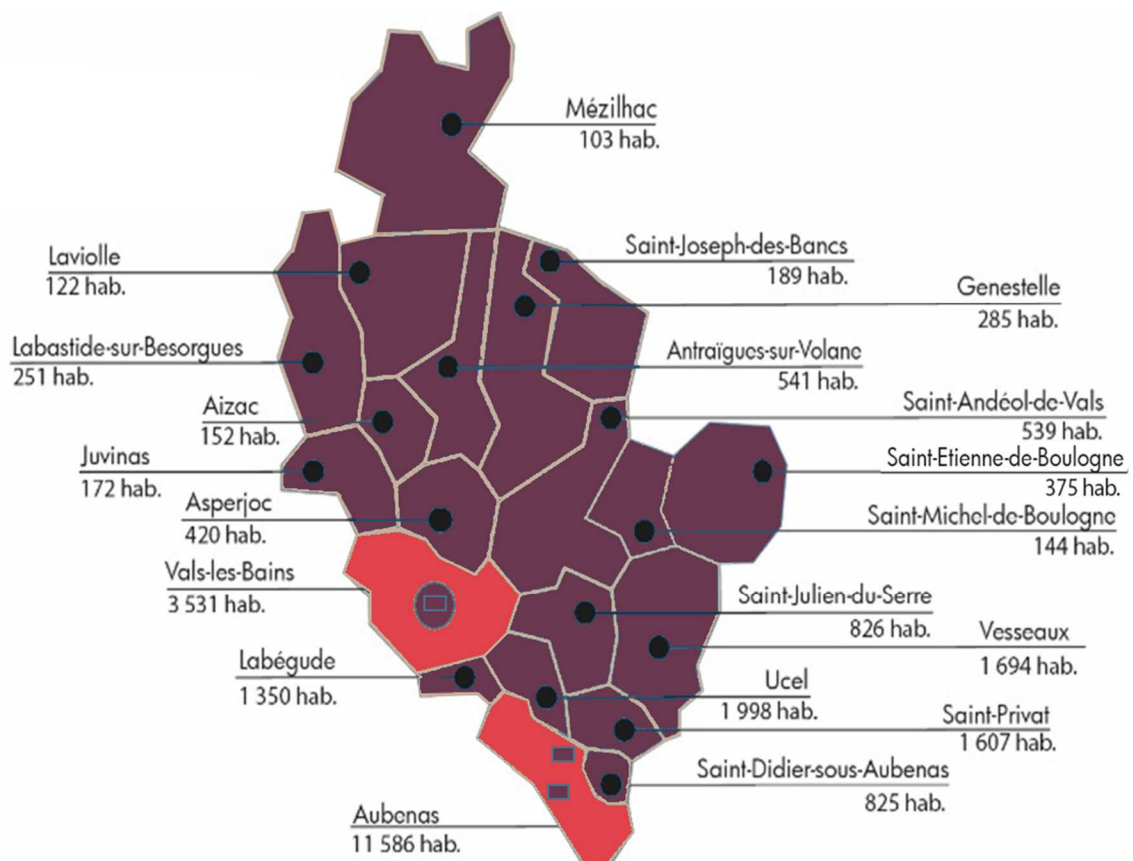 Mézilhac
103 hab.
Laviolle
122 hab.
Saint-Joseph-des-Bancs
189 hab.
Genestelle
285 hab.
Labastide-sur-Besorgues
251 hab.
Antraïgues-sur-Volane
541 hab.
Aizac
152 hab.
Saint-Andéol-de-Vals
539 hab.
Juvinas
172 hab.
Saint-Etienne-de-Boulogne
375 hab.
Asperjoc
420 hab.
Saint-Michel-de-Boulogne
144 hab.
Vals-les-Bains
3 531 hab.
Saint-Julien-du-Serre
826 hab.
Vesseaux
1 694 hab.
Labégude
1 350 hab.
Ucel
1 998 hab.
Saint-Privat
1 607 hab.
Saint-Didier-sous-Aubenas
825 hab.
Aubenas
11 586 hab.